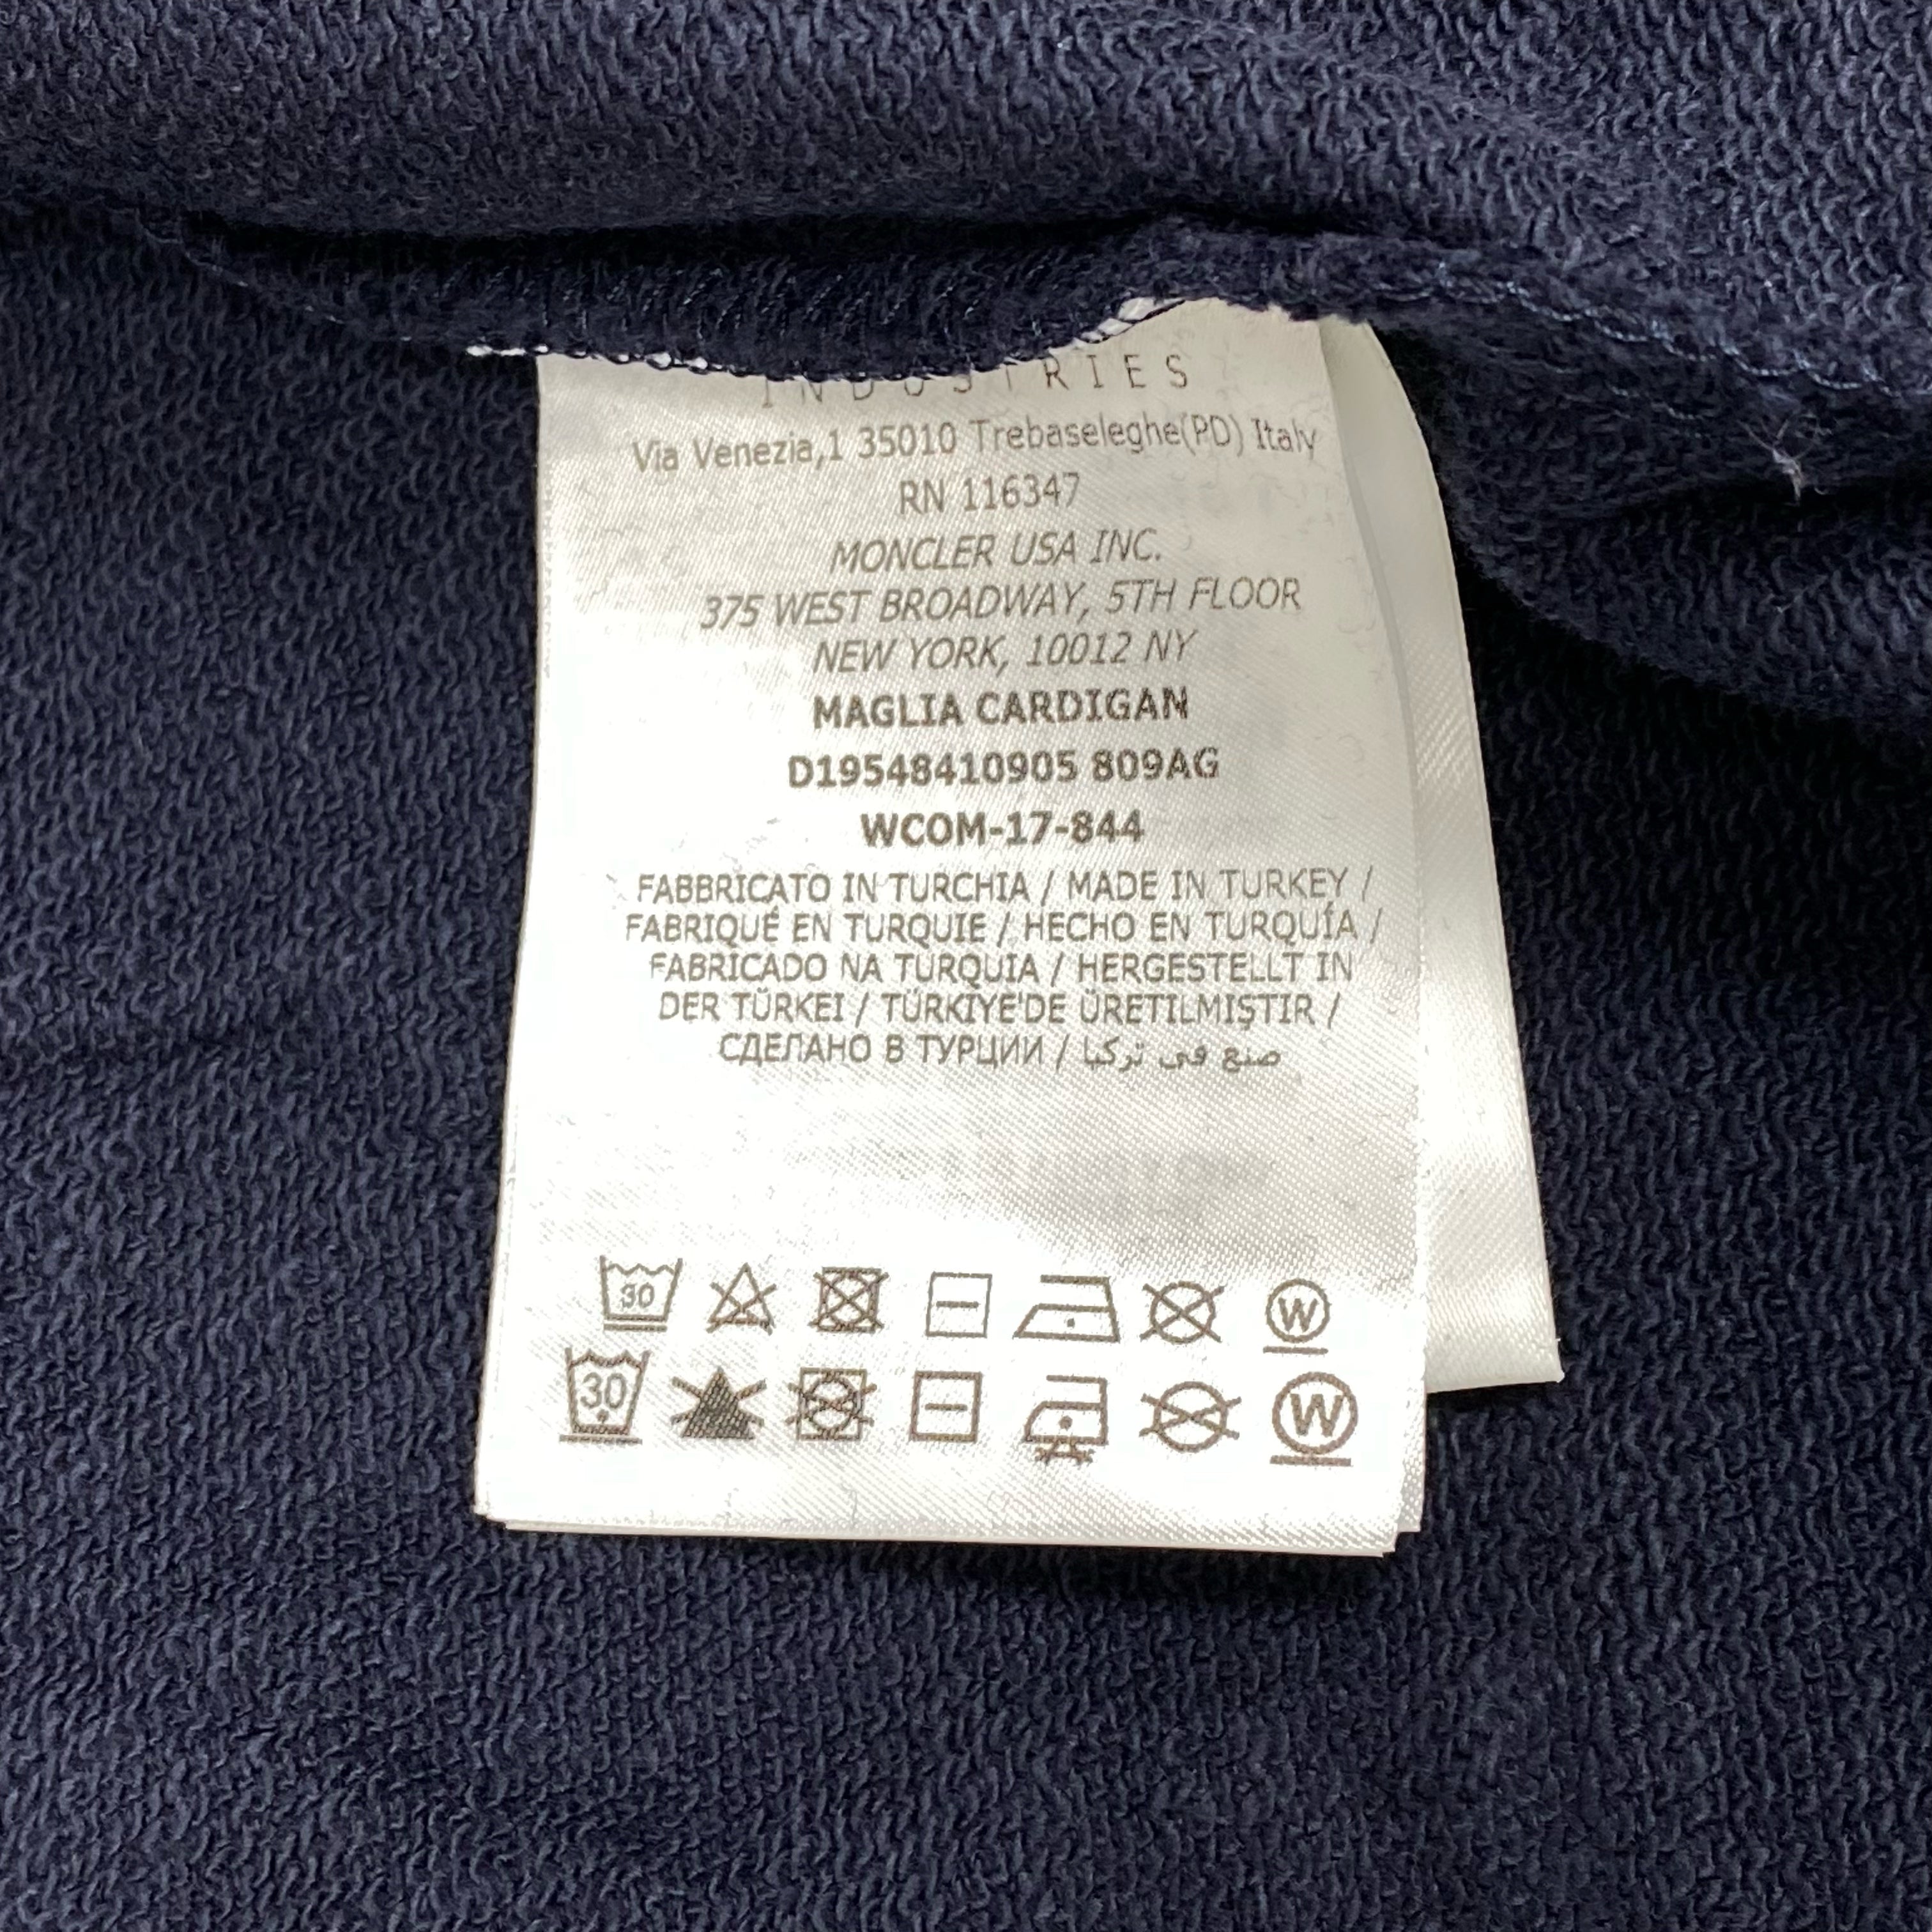 INDUSTRIES
Via Venezia,1 35010 Trebaseleghe(PD) Italy
RN 116347
MONCLER USA INC.
375 WEST BROADWAY, 5TH FLOOR
NEW YORK, 10012 NY
MAGLIA CARDIGAN
D19548410905 809AG
WCOM-17-844
FABBRICATO IN TURCHIA / MADE IN TURKEY /
FABRIQUÉ EN TURQUIE / HECHO EN TURQUÍA /
FABRICADO NA TURQUIA / HERGESTELLT IN
DER TÜRKEI / TÜRKIYE'DE ÜRETILMIŞTIR /
СДЕЛАНО В ТУРЦИИ / صنع في تركيا
30 W
30 W